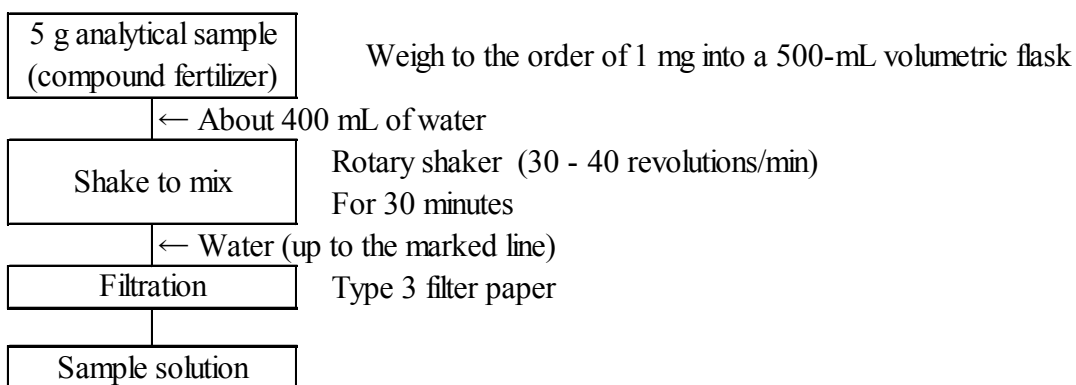 5 g analytical sample
(compound fertilizer)
Weigh to the order of 1 mg into a 500-mL volumetric flask
← About 400 mL of water
Shake to mix
Rotary shaker (30 - 40 revolutions/min)
For 30 minutes
← Water (up to the marked line)
Filtration
Type 3 filter paper
Sample solution